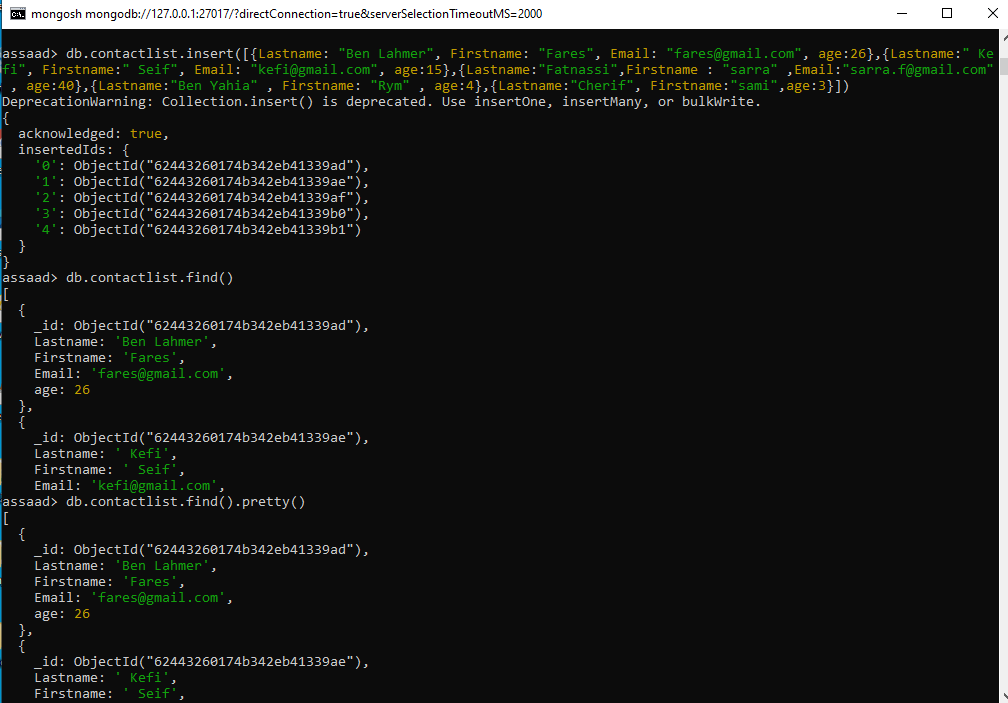 mongosh mongodb://127.0.0.1:27017/?directConnection=true&serverSelectionTimeoutMS=2000
assaad> db.contactlist.insert([{Lastname: "Ben Lahmer", Firstname: "Fares", Email: "fares@gmail.com", age:26},{Lastname:" Ke
fi", Firstname:" Seif", Email: "kefi@gmail.com", age:15},{Lastname:"Fatnassi",Firstname : "sarra" ,Email:"sarra.f@gmail.com"
, age:40},{Lastname:"Ben Yahia" , Firstname: "Rym" , age:4},{Lastname:"Cherif", Firstname:"sami",age:3}])
DeprecationWarning: Collection.insert() is deprecated. Use insertOne, insertMany, or bulkWrite.
{
  acknowledged: true,
  insertedIds: {
    '0': ObjectId("62443260174b342eb41339ad"),
    '1': ObjectId("62443260174b342eb41339ae"),
    '2': ObjectId("62443260174b342eb41339af"),
    '3': ObjectId("62443260174b342eb41339b0"),
    '4': ObjectId("62443260174b342eb41339b1")
  }
}
assaad> db.contactlist.find()
[
  {
    _id: ObjectId("62443260174b342eb41339ad"),
    Lastname: 'Ben Lahmer',
    Firstname: 'Fares',
    Email: 'fares@gmail.com',
    age: 26
  },
  {
    _id: ObjectId("62443260174b342eb41339ae"),
    Lastname: ' Kefi',
    Firstname: ' Seif',
    Email: 'kefi@gmail.com',
assaad> db.contactlist.find().pretty()
[
  {
    _id: ObjectId("62443260174b342eb41339ad"),
    Lastname: 'Ben Lahmer',
    Firstname: 'Fares',
    Email: 'fares@gmail.com',
    age: 26
  },
  {
    _id: ObjectId("62443260174b342eb41339ae"),
    Lastname: ' Kefi',
    Firstname: ' Seif',